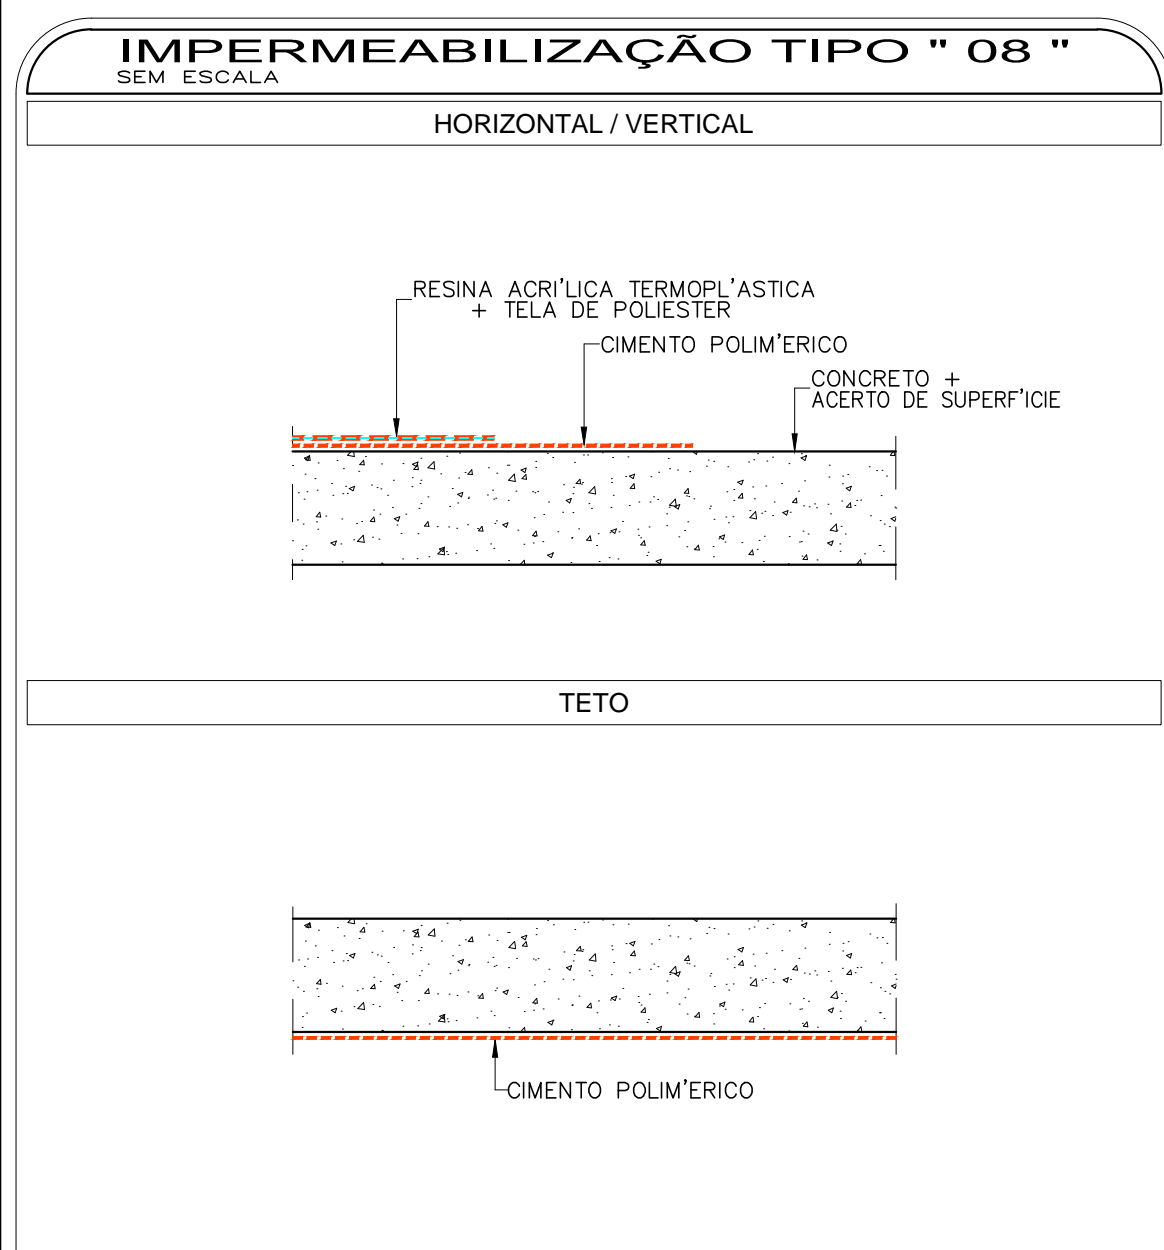 IMPERMEABILIZAÇÃO TIPO " 08 "
SEM ESCALA
HORIZONTAL / VERTICAL
RESINA ACRI'LICA TERMOPL'ASTICA
+ TELA DE POLIESTER
CIMENTO POLIM'ERICO
CONCRETO +
ACERTO DE SUPERF'ICIE
TETO
CIMENTO POLIM'ERICO